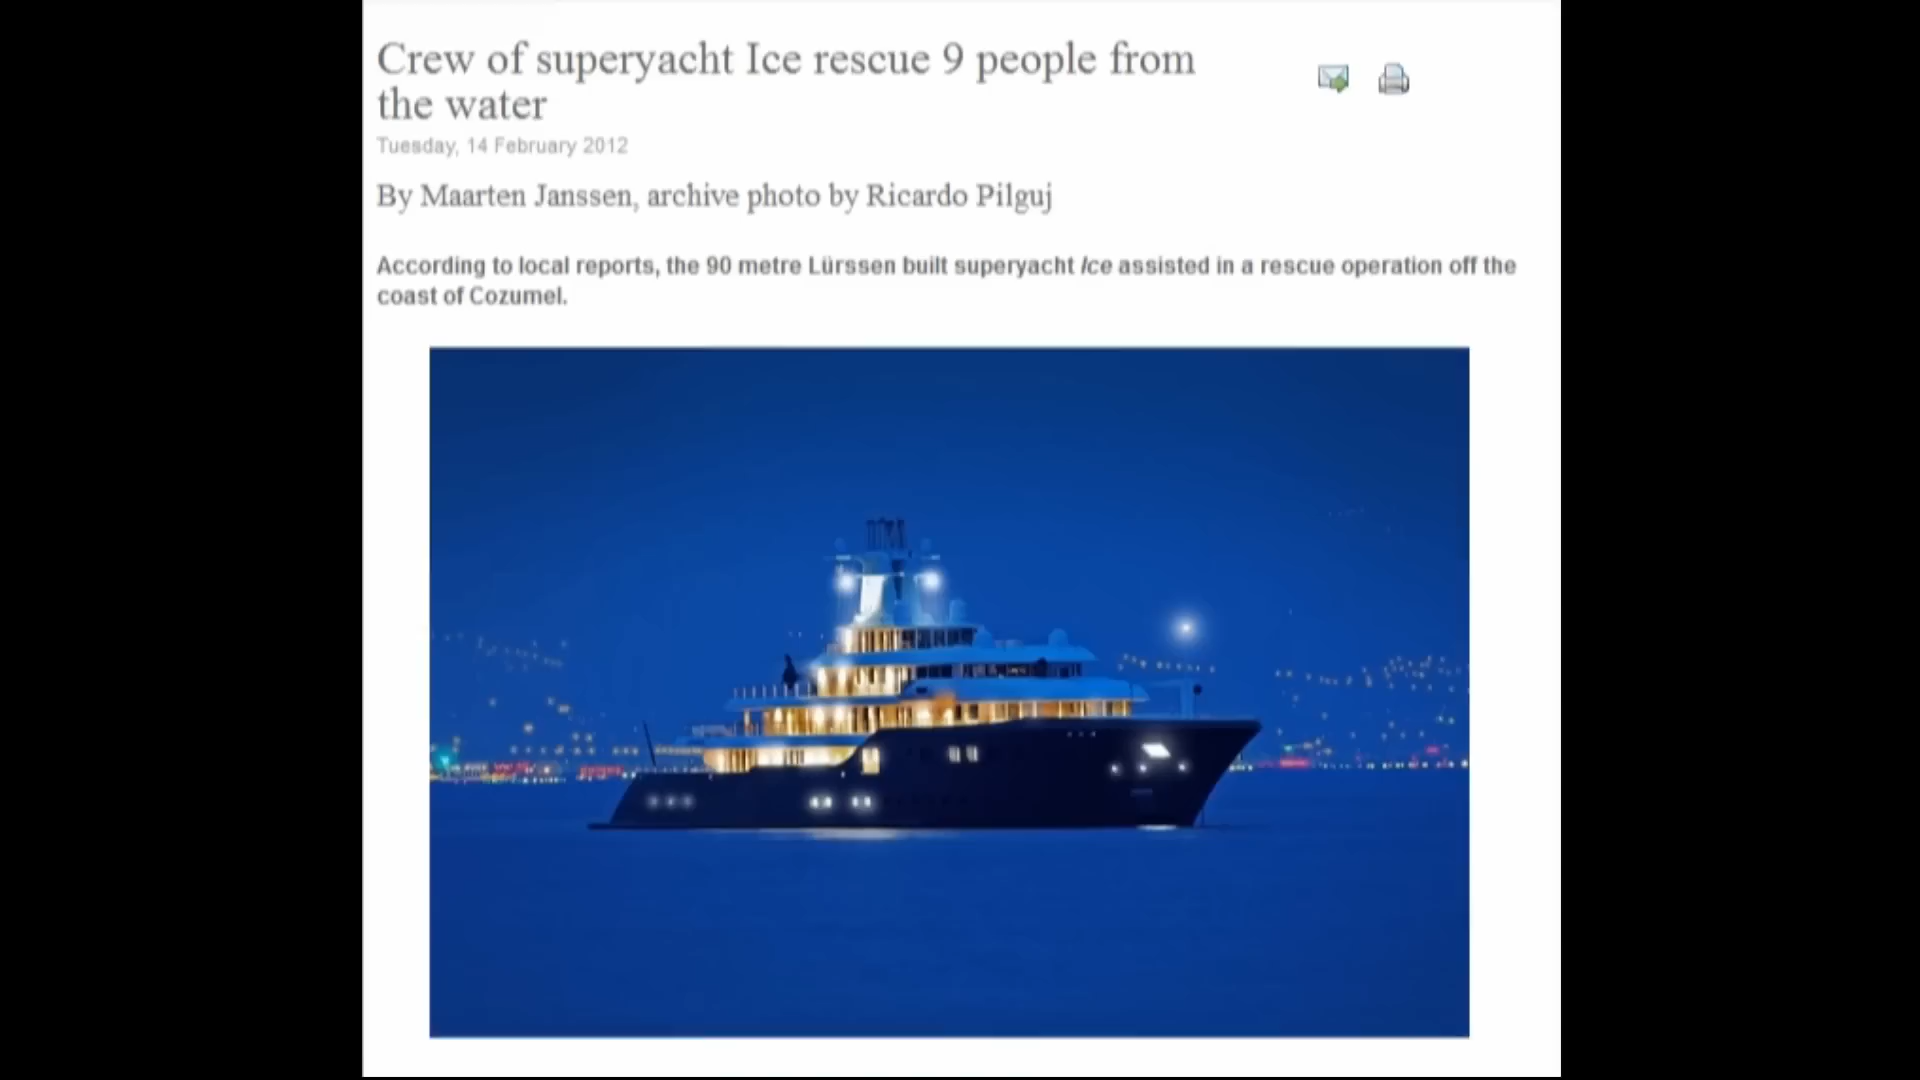 Crew of superyacht Ice rescue 9 people from
the water
Tuesday, 14 February 2012
By Maarten Janssen, archive photo by Ricardo Pilguj
According to local reports, the 90 metre Lürssen built superyacht Ice assisted in a rescue operation off the
coast of Cozumel.